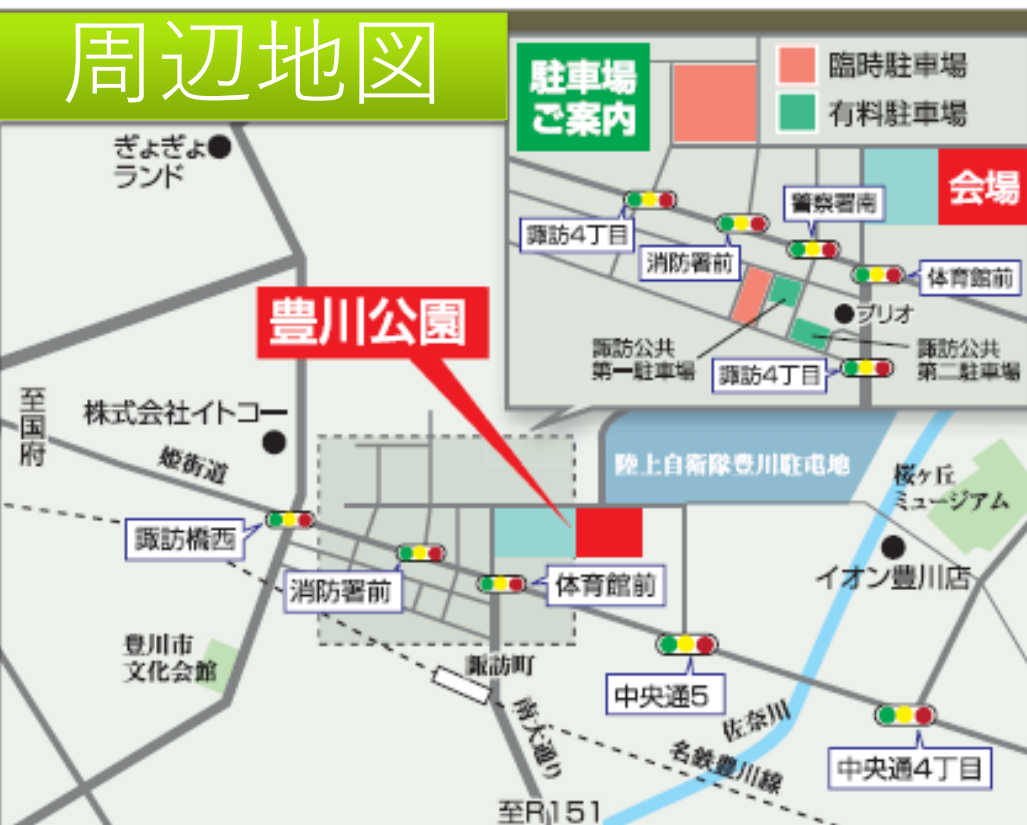 周辺地図
駐車場
ご案内
臨時駐車場
有料駐車場
会場
警察署南
諏訪4丁目
消防署前
体育館前
プリオ
諏訪公共
第一駐車場
諏訪4丁目
諏訪公共
第二駐車場
ぎょぎょ
ランド
豊川公園
至国府
株式会社イトコー
姫街道
陸上自衛隊豊川駐屯地
桜ヶ丘
ミュージアム
諏訪橋西
消防署前
体育館前
イオン豊川店
豊川市
文化会館
諏訪町
中央通5
南大通り
佐奈川
名鉄豊川線
中央通4丁目
至R151